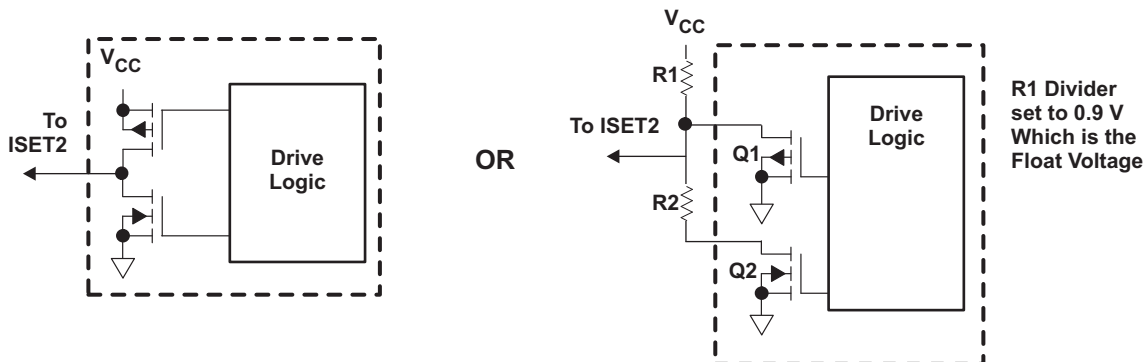 VCC
To
ISET2
Drive
Logic
OR
VCC
R1
To ISET2
Q1
R2
Q2
Drive
Logic
R1 Divider
set to 0.9 V
Which is the
Float Voltage